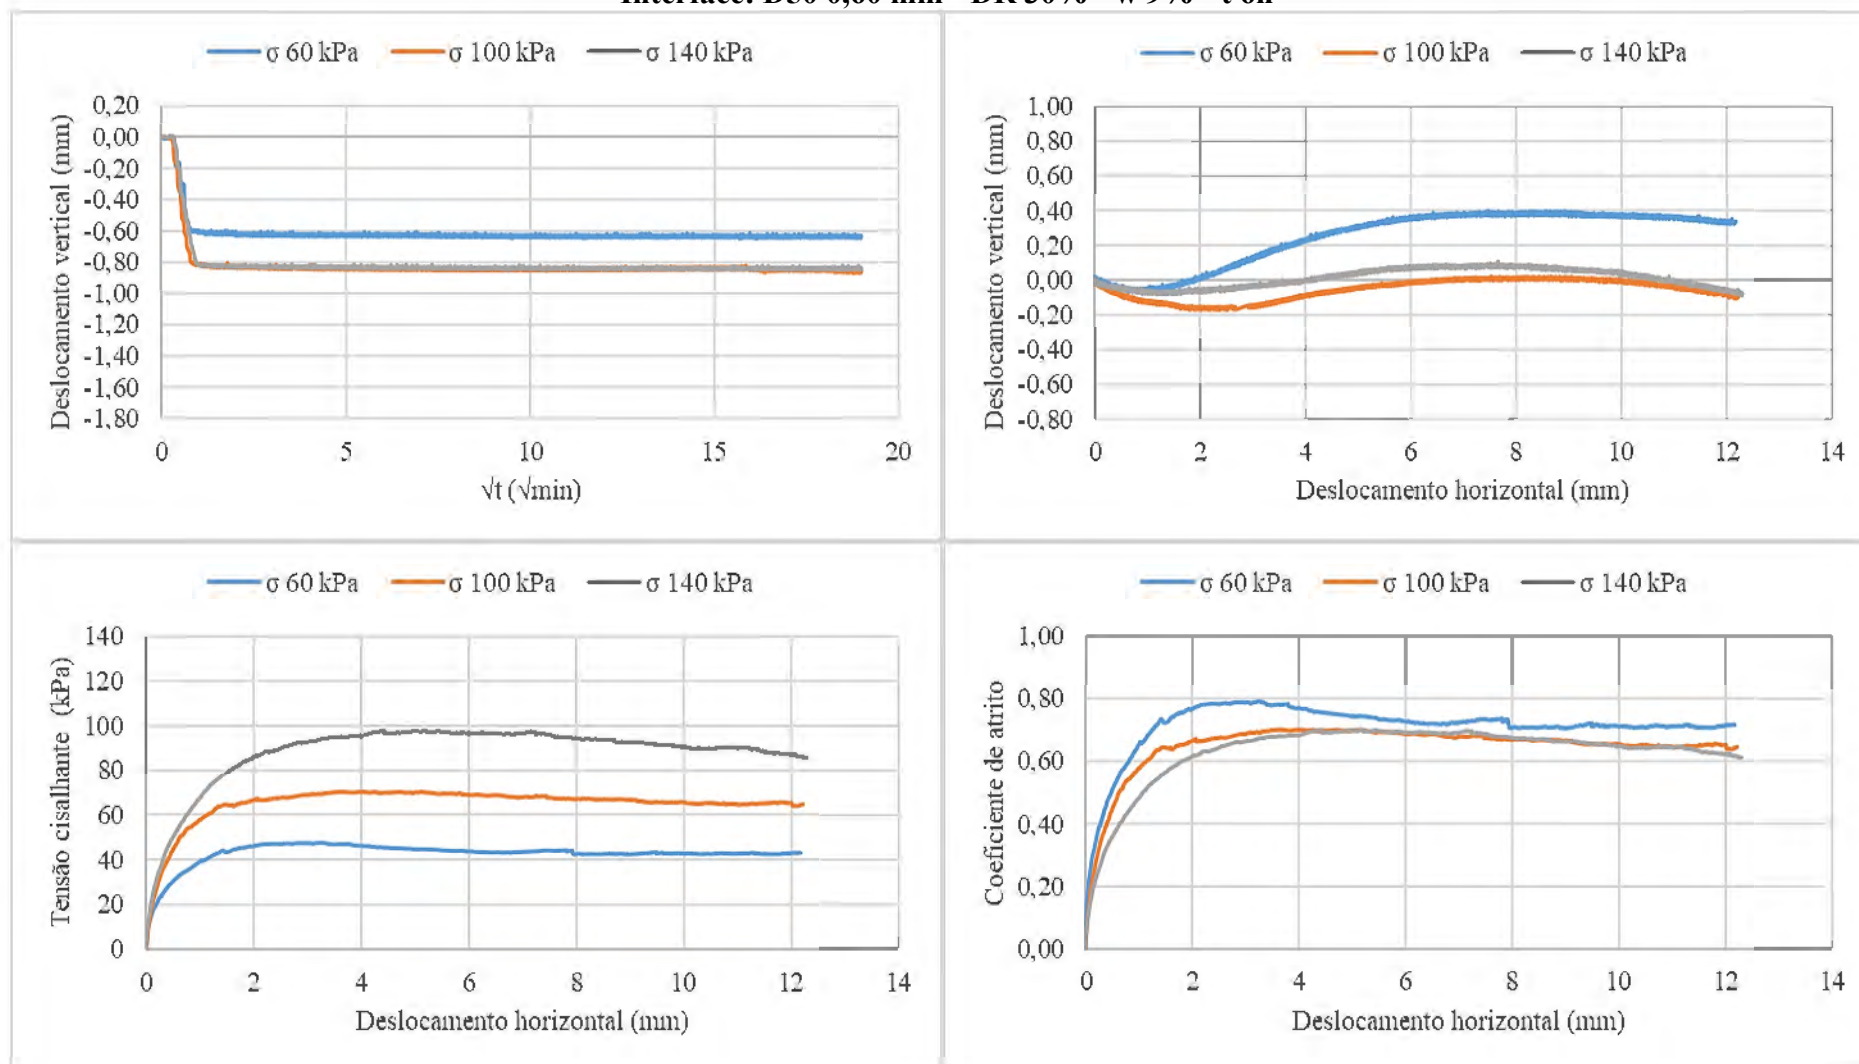 σ 60 kPa σ 100 kPa σ 140 kPa
Deslocamento vertical (mm)
0,20
0,00
-0,20
-0,40
-0,60
-0,80
-1,00
-1,20
-1,40
-1,60
-1,80
0 5 10 15 20
√t (√min)
σ 60 kPa σ 100 kPa σ 140 kPa
Deslocamento vertical (mm)
1,00
0,80
0,60
0,40
0,20
0,00
-0,20
-0,40
-0,60
-0,80
0 2 4 6 8 10 12 14
Deslocamento horizontal (mm)
σ 60 kPa σ 100 kPa σ 140 kPa
Tensão cisalhante (kPa)
140
120
100
80
60
40
20
0
0 2 4 6 8 10 12 14
Deslocamento horizontal (mm)
σ 60 kPa σ 100 kPa σ 140 kPa
Coeficiente de atrito
1,00
0,80
0,60
0,40
0,20
0,00
0 2 4 6 8 10 12 14
Deslocamento horizontal (mm)